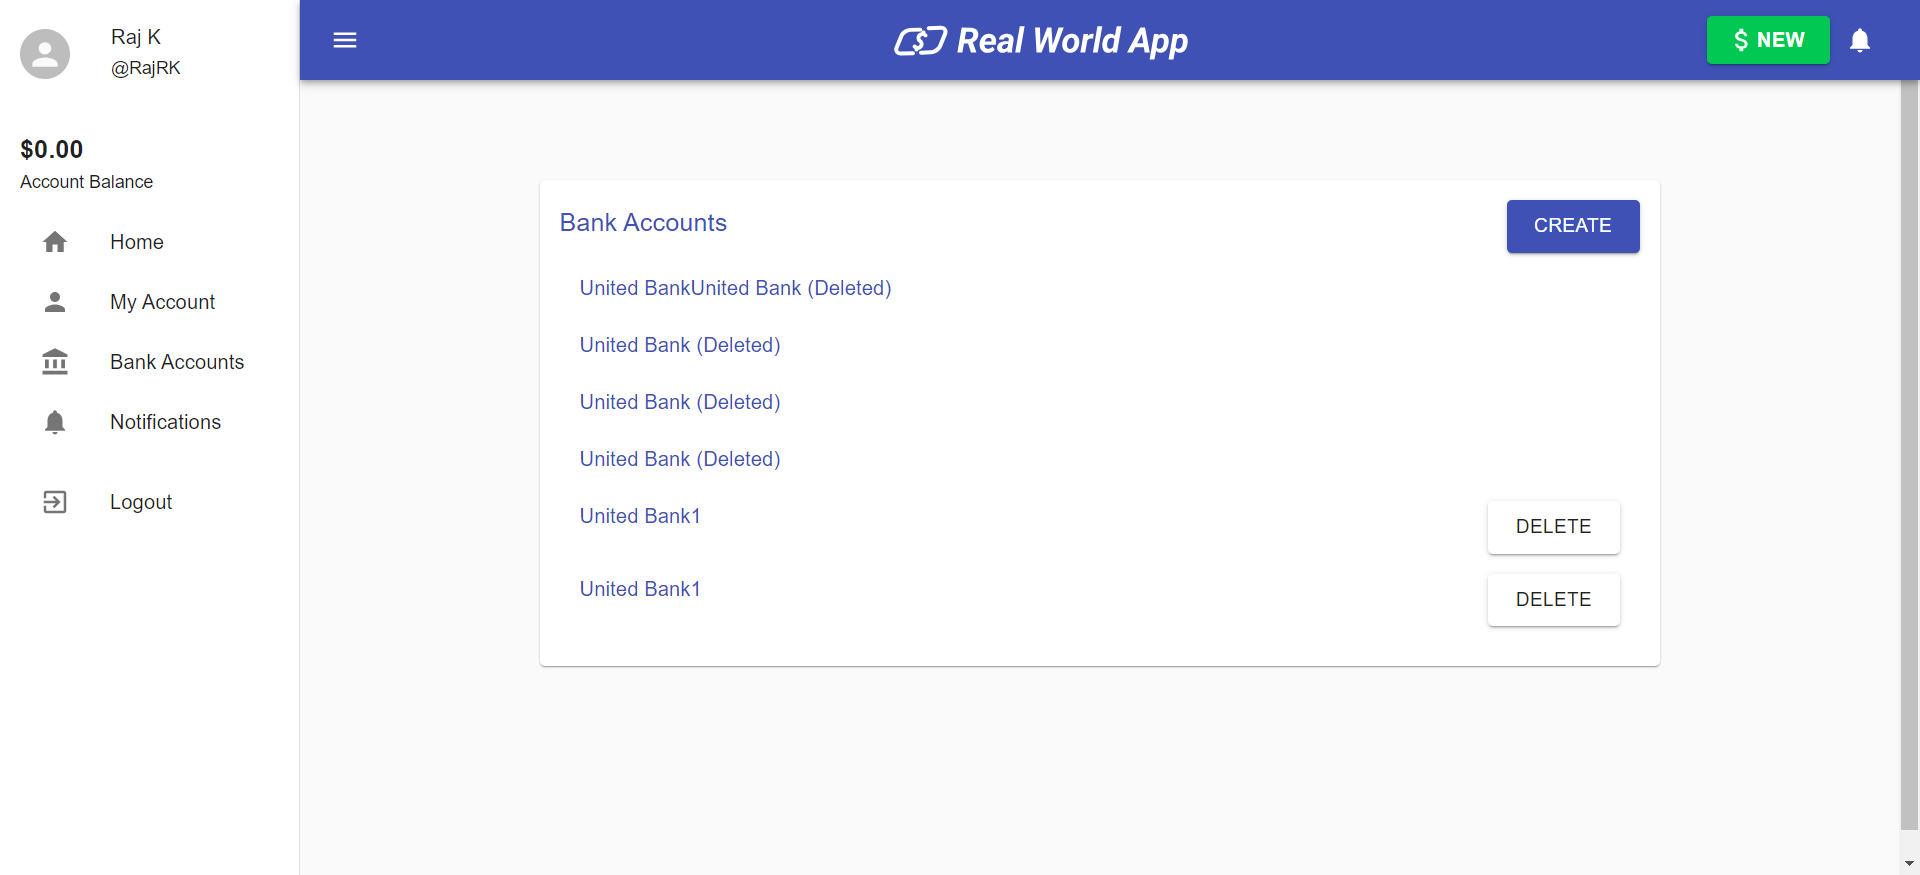 Raj K
@RajRK
$0.00
Account Balance
Home
My Account
Bank Accounts
Notifications
Logout
Real World App
$ NEW
Bank Accounts
CREATE
United BankUnited Bank (Deleted)
United Bank (Deleted)
United Bank (Deleted)
United Bank (Deleted)
United Bank1
DELETE
United Bank1
DELETE